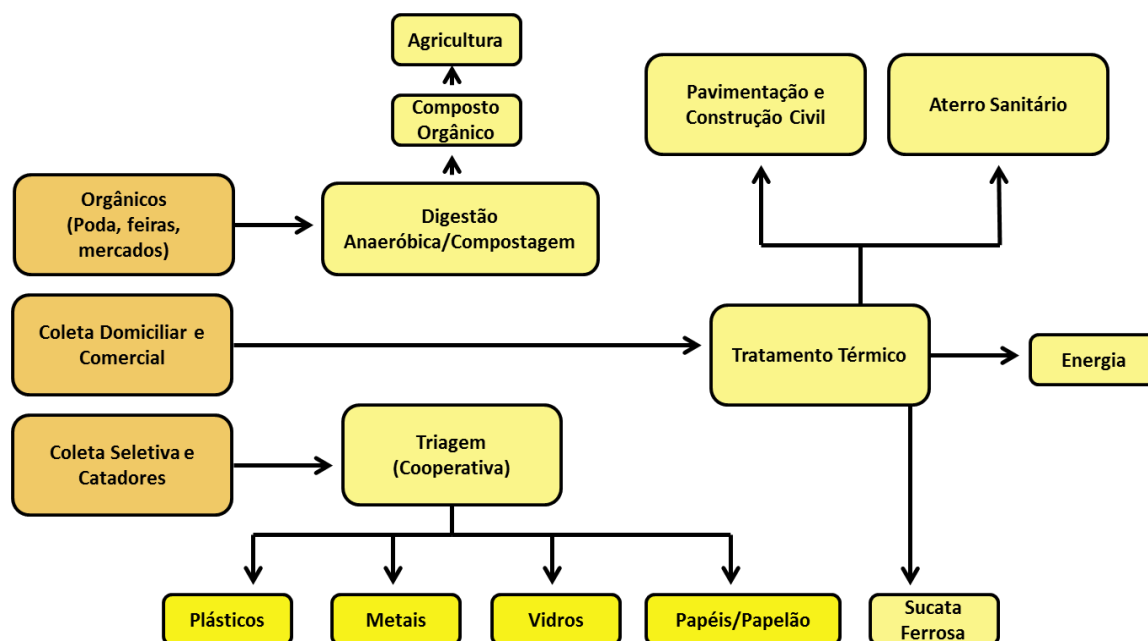 Agricultura
Composto
Orgânico
Pavimentação e
Construção Civil
Aterro Sanitário
Orgânicos
(Poda, feiras,
mercados)
Digestão
Anaeróbica/Compostagem
Coleta Domiciliar e
Comercial
Tratamento Térmico
Energia
Coleta Seletiva e
Catadores
Triagem
(Cooperativa)
Plásticos
Metais
Vidros
Papéis/Papelão
Sucata
Ferrosa